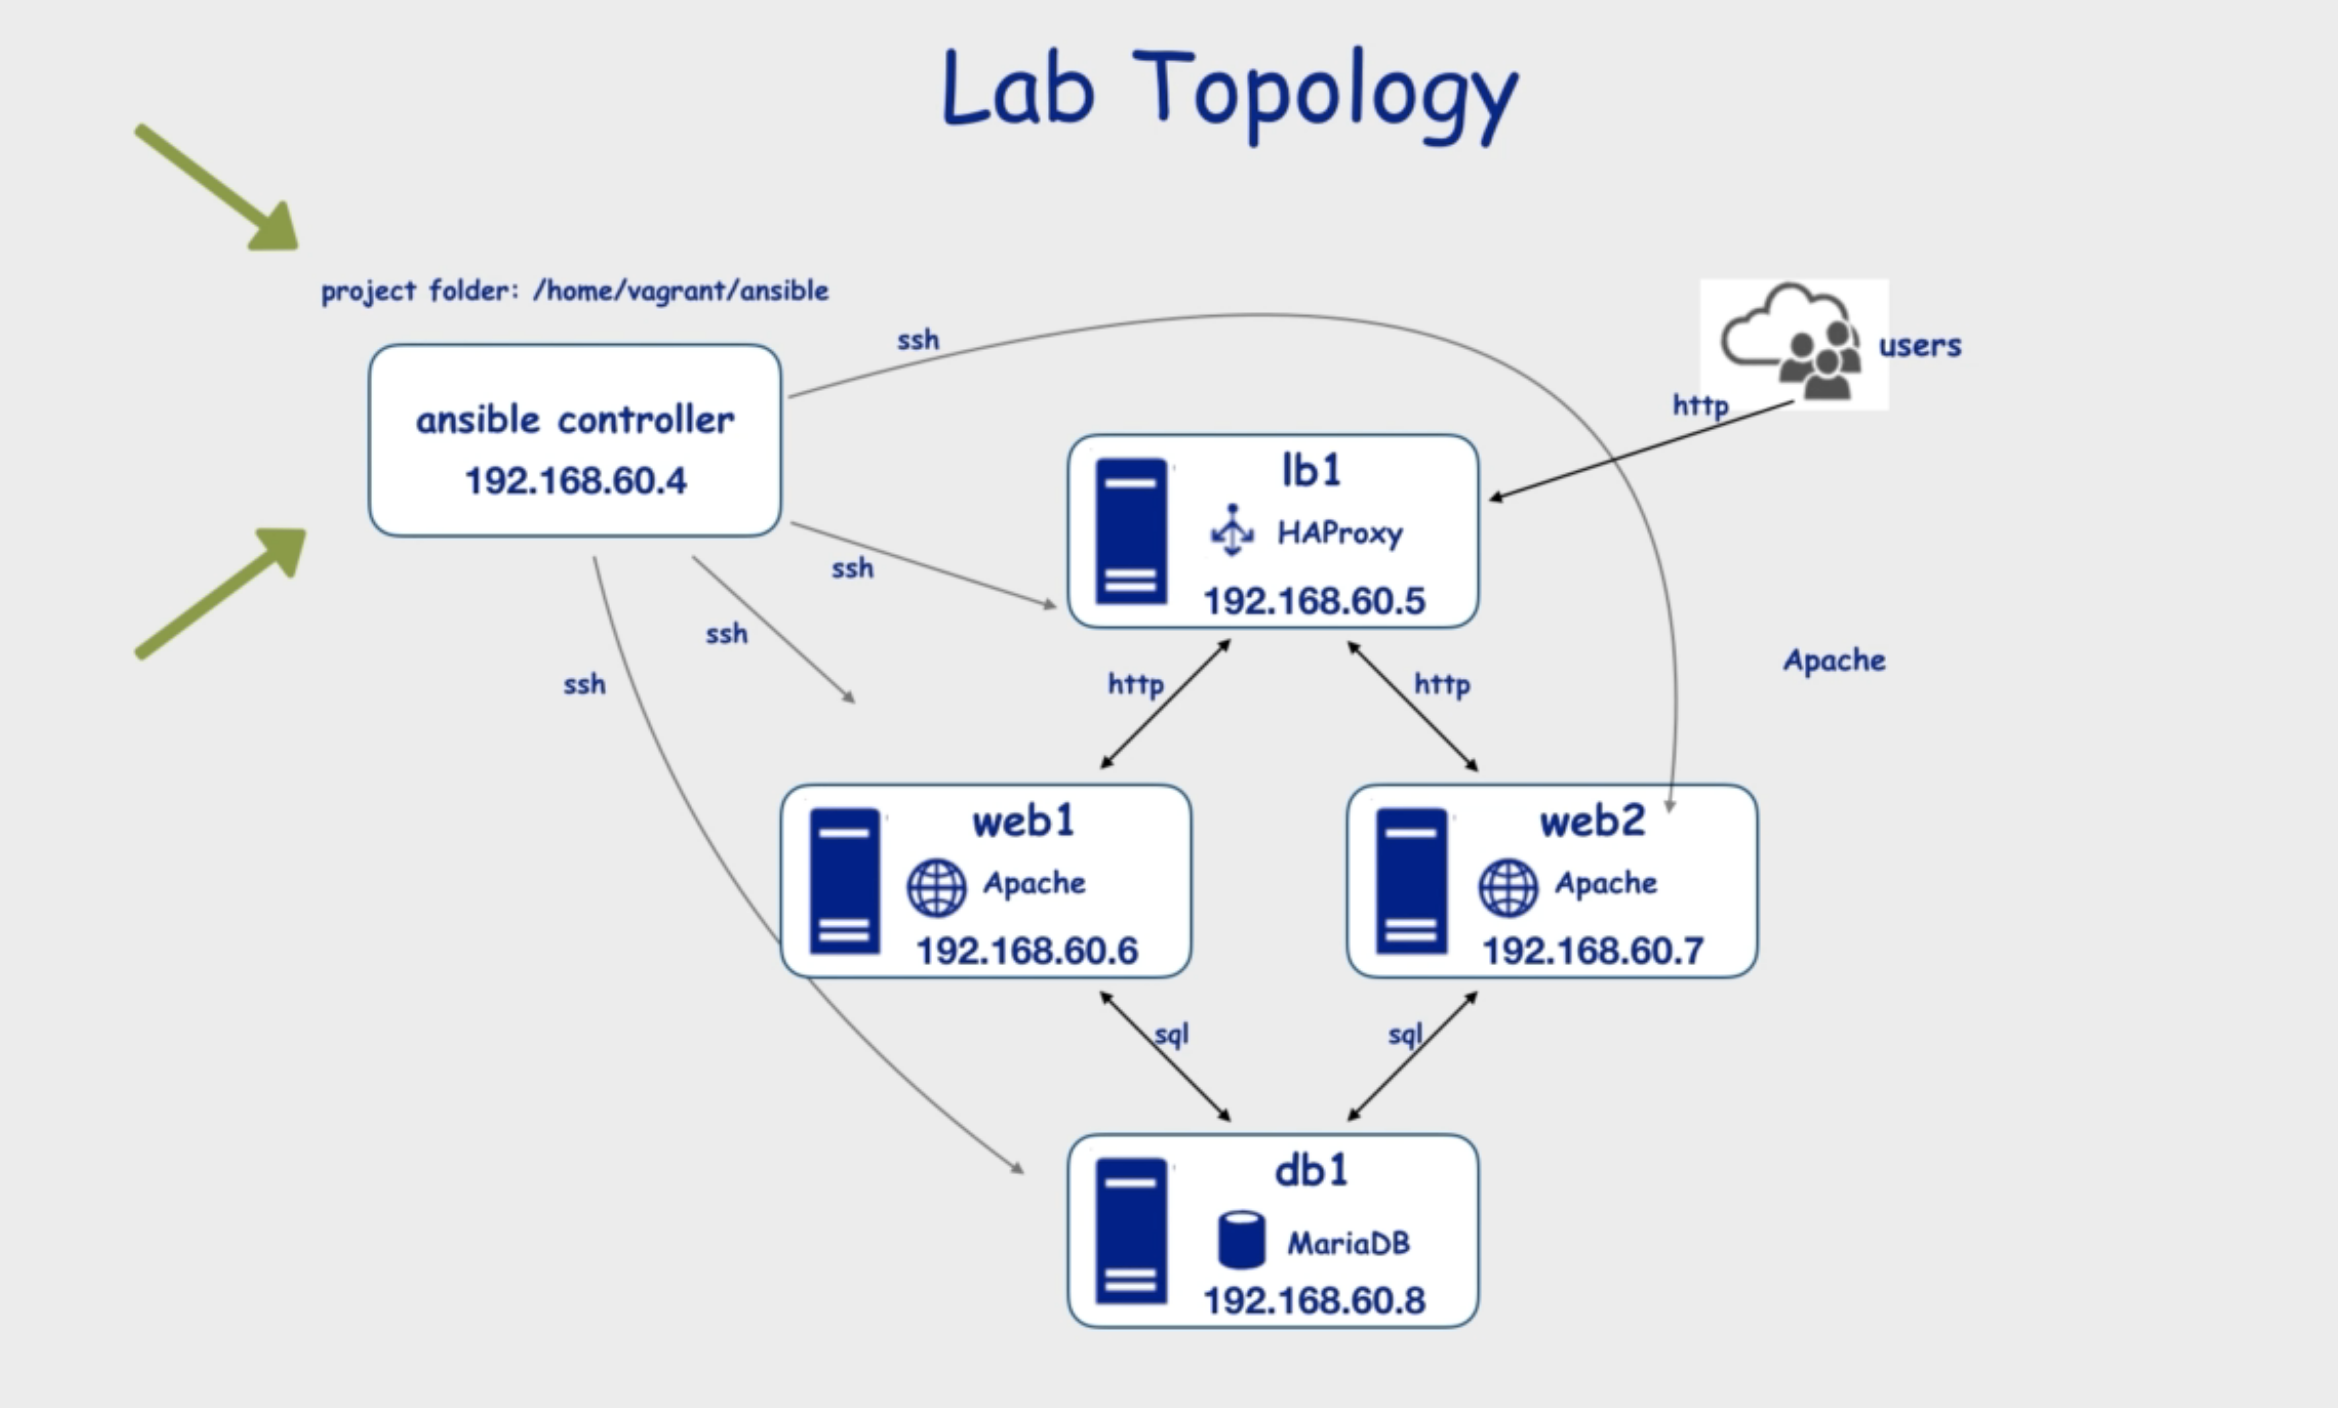 Lab Topology
project folder: /home/vagrant/ansible
ssh
users
ansible controller
192.168.60.4
http
lb1
HAProxy
192.168.60.5
ssh
ssh
ssh
http
http
Apache
web1
Apache
192.168.60.6
web2
Apache
192.168.60.7
sql
sql
db1
MariaDB
192.168.60.8